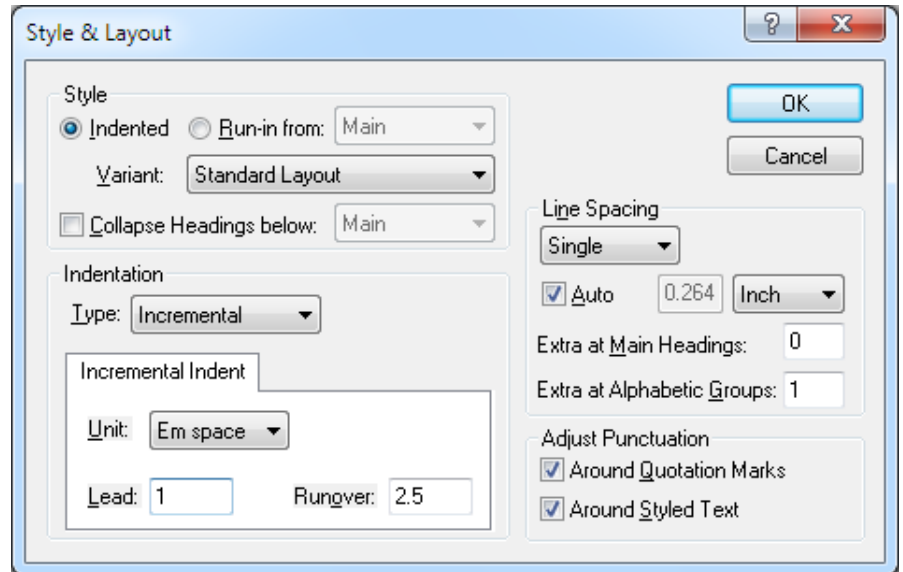 Style & Layout
?
Style
Indented Run-in from: Main
Variant: Standard Layout
Collapse Headings below: Main
Indentation
Type: Incremental
Incremental Indent
Unit: Em space
Lead: 1 Runover: 2.5
OK
Cancel
Line Spacing
Single
Auto 0.264 Inch
Extra at Main Headings: 0
Extra at Alphabetic Groups: 1
Adjust Punctuation
Around Quotation Marks
Around Styled Text